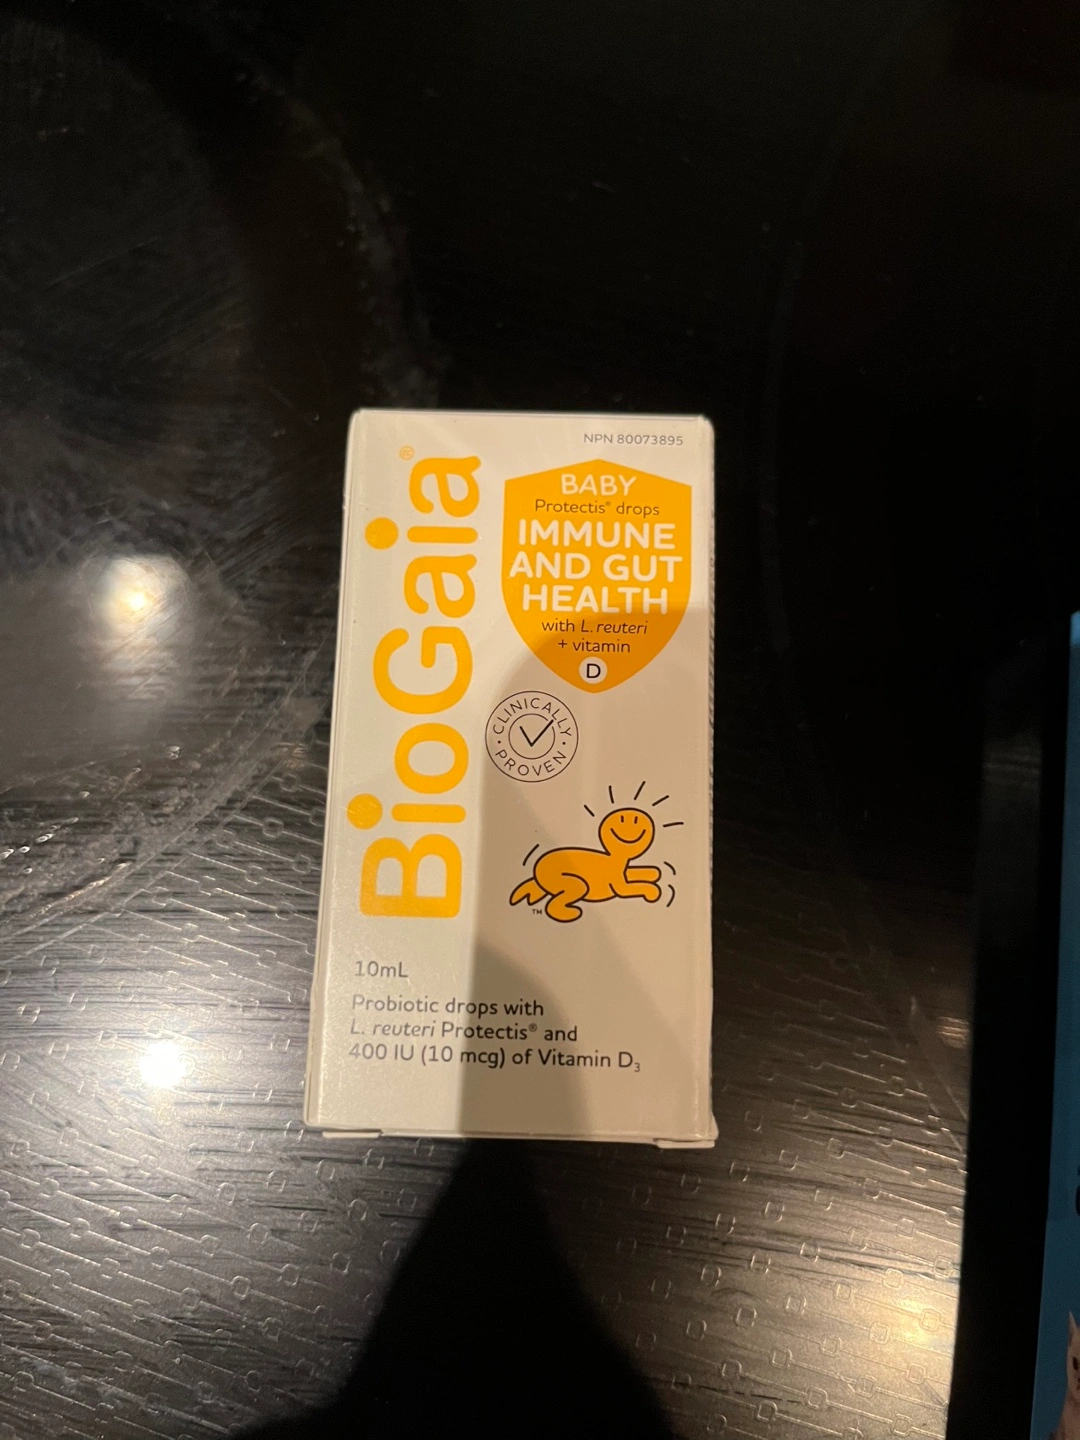 NPN 80073895
BioGaia®
BABY
Protectis® drops
IMMUNE
AND GUT
HEALTH
with L. reuteri
+ vitamin
D
CLINICALLY
PROVEN
TM
10mL
Probiotic drops with
L. reuteri Protectis® and
400 IU (10 mcg) of Vitamin D₃